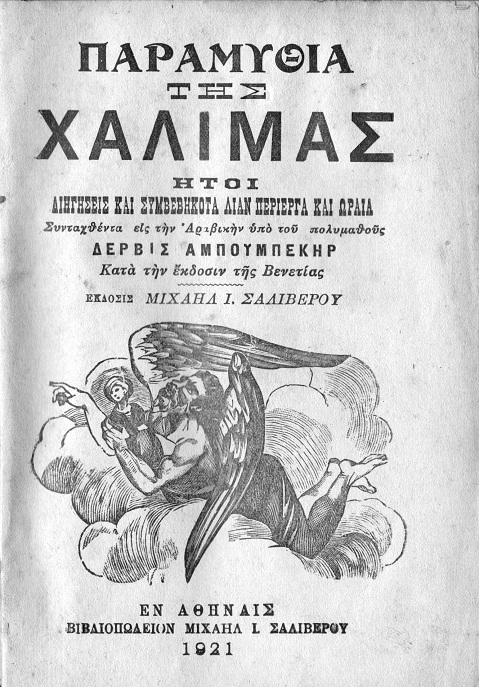 ΠΑΡΑΜΥΘΙΑ
ΤΗΣ
ΧΑΛΙΜΑΣ
ΗΤΟΙ
ΔΙΗΓΗΣΕΙΣ ΚΑΙ ΣΥΜΒΕΒΗΚΟΤΑ ΛΙΑΝ ΠΕΡΙΕΡΓΑ ΚΑΙ ΩΡΑΙΑ
Συνταχθέντα εἰς τὴν Ἀραβικὴν ὑπὸ τοῦ πολυμαθοῦς
ΔΕΡΒΙΣ ΑΜΠΟΥΜΠΕΚΗΡ
Κατὰ τὴν ἔκδοσιν τῆς Βενετίας
ΕΚΔΟΣΙΣ ΜΙΧΑΗΛ Ι. ΣΑΛΙΒΕΡΟΥ
ΕΝ ΑΘΗΝΑΙΣ
ΒΙΒΛΙΟΠΩΛΕΙΟΝ ΜΙΧΑΗΛ Ι. ΣΑΛΙΒΕΡΟΥ
1921